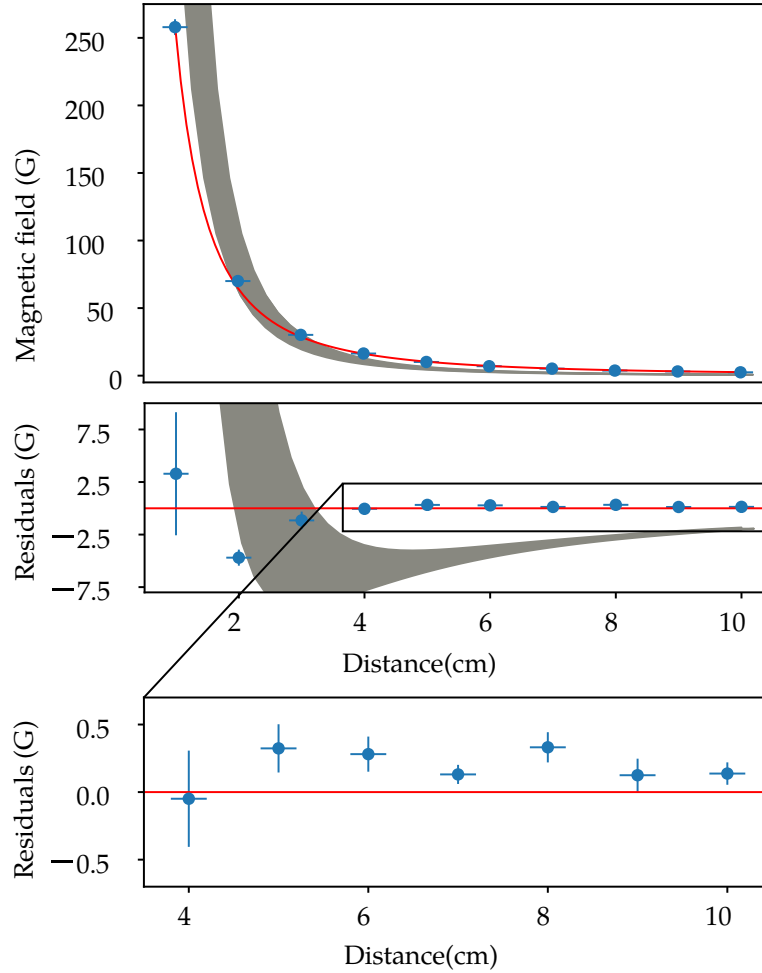 Magnetic field (G)
250
200
150
100
50
0
Residuals (G)
7.5
2.5
−2.5
−7.5
2 4 6 8 10
Distance(cm)
Residuals (G)
0.5
0.0
−0.5
4 6 8 10
Distance(cm)